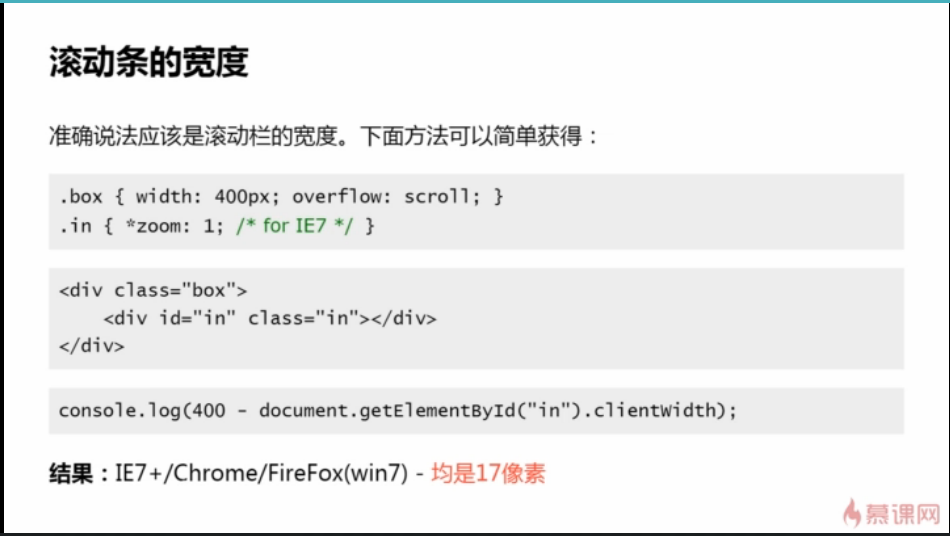 滚动条的宽度
准确说法应该是滚动栏的宽度。下面方法可以简单获得：
.box { width: 400px; overflow: scroll; }
.in { *zoom: 1; /* for IE7 */ }
<div class="box">
    <div id="in" class="in"></div>
</div>
console.log(400 - document.getElementById("in").clientWidth);
结果：IE7+/Chrome/FireFox(win7) - 均是17像素
慕课网